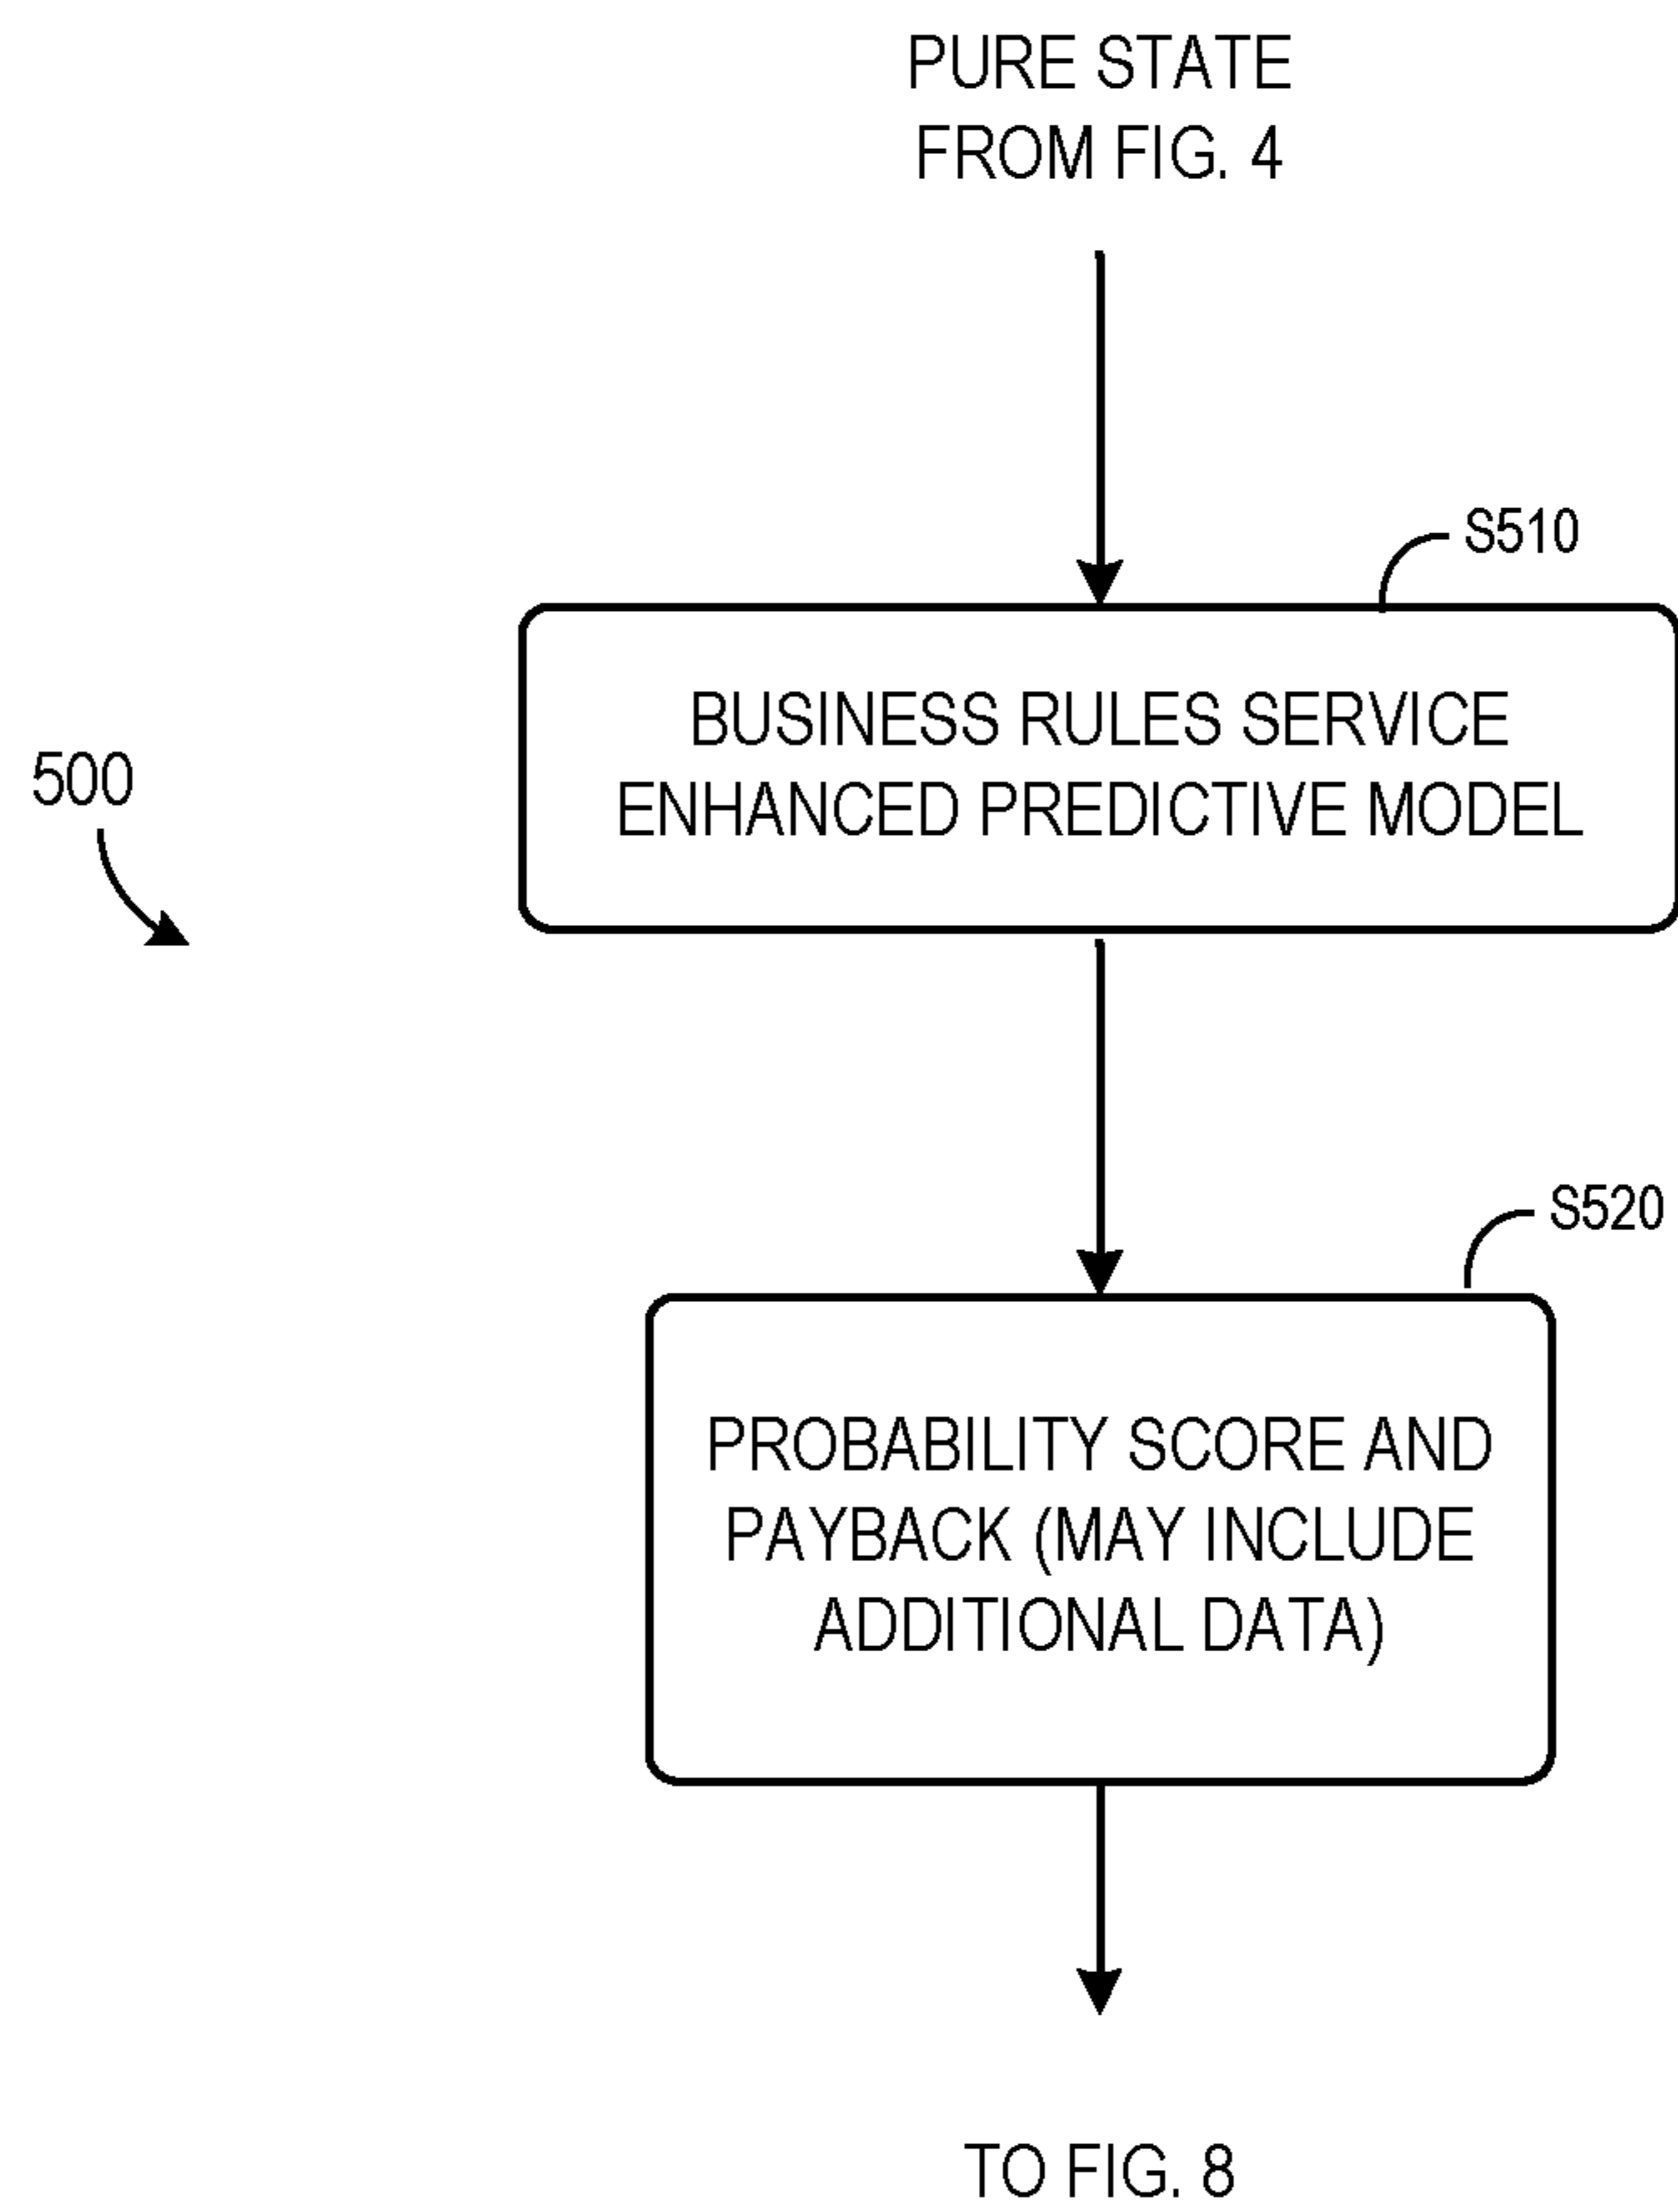 PURE STATE
FROM FIG. 4
S510
BUSINESS RULES SERVICE
ENHANCED PREDICTIVE MODEL
500
S520
PROBABILITY SCORE AND
PAYBACK (MAY INCLUDE
ADDITIONAL DATA)
TO FIG. 8